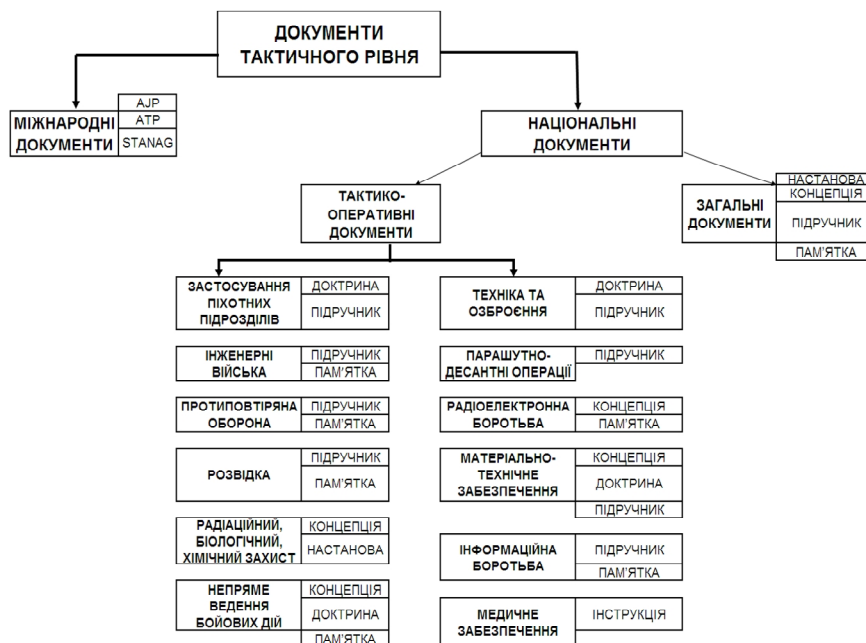 ДОКУМЕНТИ
ТАКТИЧНОГО РІВНЯ
МІЖНАРОДНІ
ДОКУМЕНТИ
AJP
ATP
STANAG
НАЦІОНАЛЬНІ
ДОКУМЕНТИ
ТАКТИКО-
ОПЕРАТИВНІ
ДОКУМЕНТИ
ЗАГАЛЬНІ
ДОКУМЕНТИ
НАСТАНОВА
КОНЦЕПЦІЯ
ПІДРУЧНИК
ПАМ'ЯТКА
ЗАСТОСУВАННЯ
ПІХОТНИХ
ПІДРОЗДІЛІВ
ДОКТРИНА
ПІДРУЧНИК
ТЕХНІКА ТА
ОЗБРОЄННЯ
ДОКТРИНА
ПІДРУЧНИК
ІНЖЕНЕРНІ
ВІЙСЬКА
ПІДРУЧНИК
ПАМ'ЯТКА
ПАРАШУТНО-
ДЕСАНТНІ ОПЕРАЦІЇ
ПІДРУЧНИК
ПРОТИПОВТІРЯНА
ОБОРОНА
ПІДРУЧНИК
ПАМ'ЯТКА
РАДІОЕЛЕКТРОННА
БОРОТЬБА
КОНЦЕПЦІЯ
ПАМ'ЯТКА
РОЗВІДКА
ПІДРУЧНИК
ПАМ'ЯТКА
МАТЕРІАЛЬНО-
ТЕХНІЧНЕ
ЗАБЕЗПЕЧЕННЯ
КОНЦЕПЦІЯ
ДОКТРИНА
ПІДРУЧНИК
РАДІАЦІЙНИЙ,
БІОЛОГІЧНИЙ,
ХІМІЧНИЙ ЗАХИСТ
КОНЦЕПЦІЯ
НАСТАНОВА
ІНФОРМАЦІЙНА
БОРОТЬБА
ПІДРУЧНИК
ПАМ'ЯТКА
НЕПРЯМЕ
ВЕДЕННЯ
БОЙОВИХ ДІЙ
КОНЦЕПЦІЯ
ДОКТРИНА
ПАМ'ЯТКА
МЕДИЧНЕ
ЗАБЕЗПЕЧЕННЯ
ІНСТРУКЦІЯ